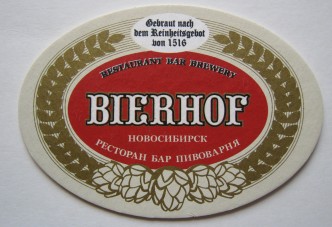 Gebraut nach
dem Reinheitsgebot
von 1516
RESTAURANT BAR BREWERY
BIERHOF
НОВОСИБИРСК
РЕСТОРАН БАР ПИВОВАРНЯ